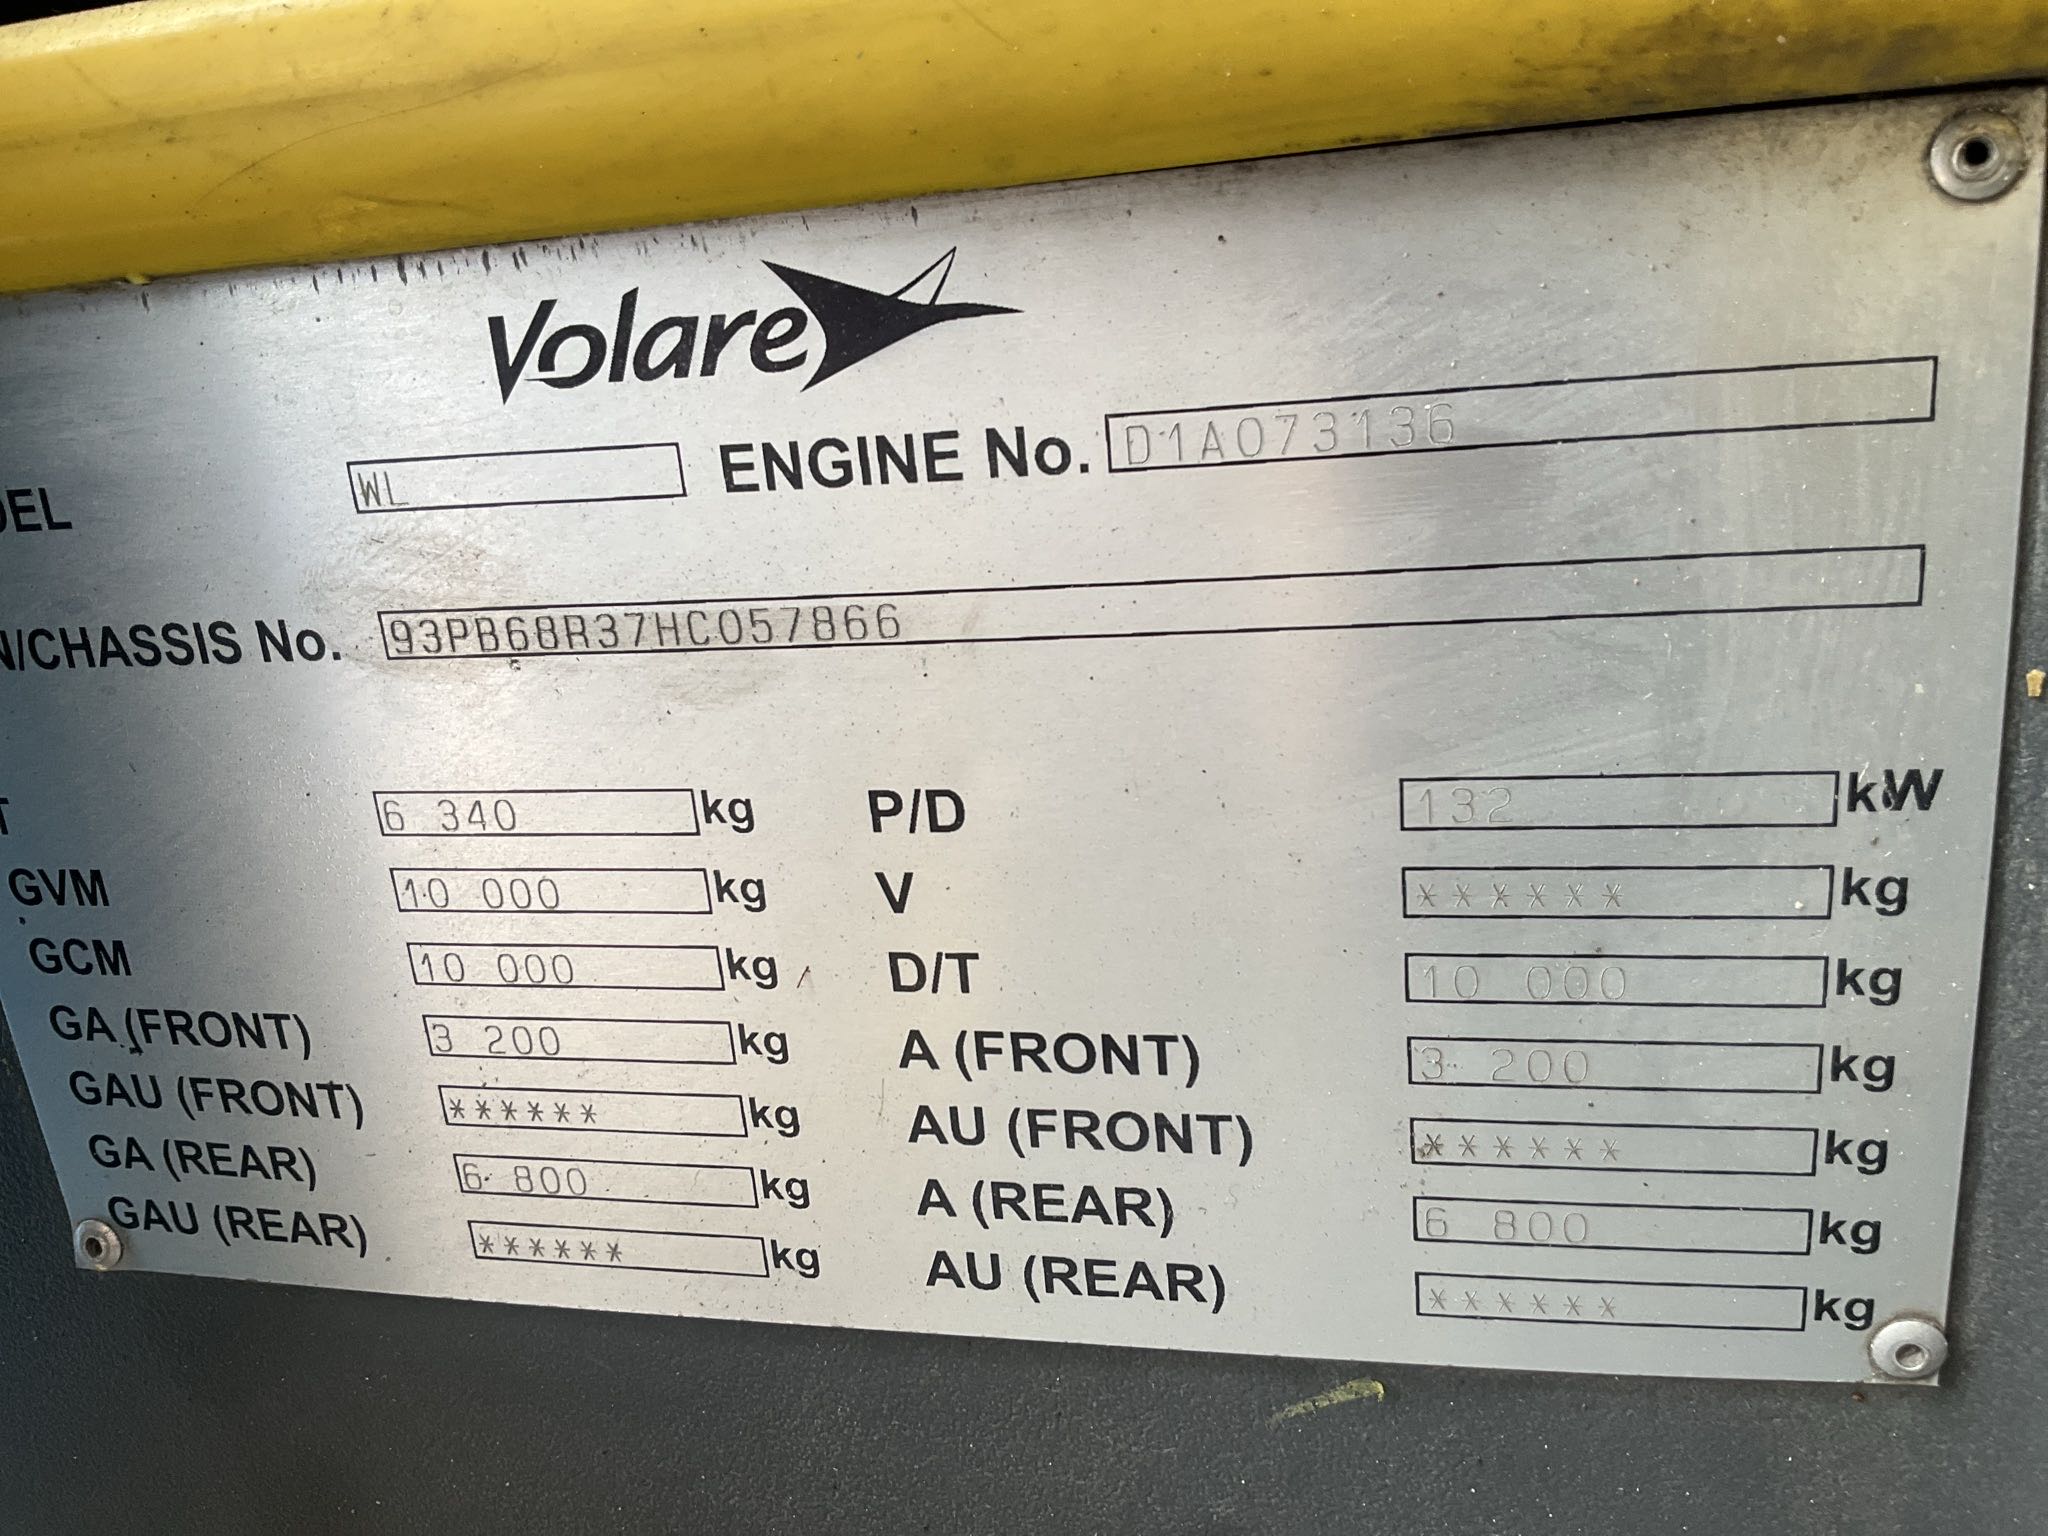 Volare
DEL WL ENGINE No. D1A073136
N/CHASSIS No. 93PB68R37HC057866
T 6 340 kg P/D 132 kW
GVM 10 000 kg V ****** kg
GCM 10 000 kg D/T 10 000 kg
GA (FRONT) 3 200 kg A (FRONT) 3 200 kg
GAU (FRONT) ****** kg AU (FRONT) ****** kg
GA (REAR) 6 800 kg A (REAR) 6 800 kg
GAU (REAR) ****** kg AU (REAR) ****** kg